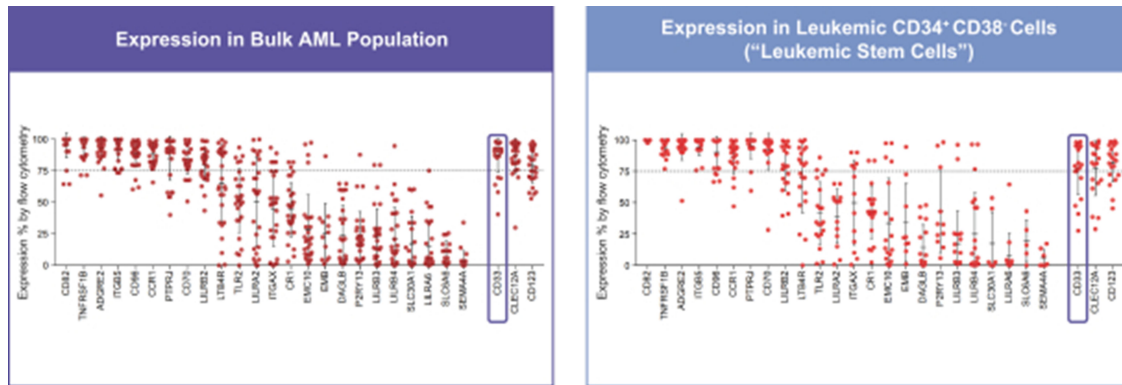 Expression in Bulk AML Population
Expression % by flow cytometry
100
75
50
25
0
CD82
TNFRSF1B
ADGRE2
ITGB5
CD96
CCR1
PTPRJ
CD70
LILRB2
LTB4R
TLR2
LILRA2
ITGAX
CR1
EMC10
EMB
DAGLB
P2RY13
LILRB3
LILRB4
SLC30A1
LILRA6
SLC6A6
SEMA4A
CD33
CLEC12A
CD123
Expression in Leukemic CD34⁺ CD38⁻ Cells
("Leukemic Stem Cells")
Expression % by flow cytometry
100
75
50
25
0
CD82
TNFRSF1B
ADGRE2
ITGB5
CD96
CCR1
PTPRJ
CD70
LILRB2
LTB4R
TLR2
LILRA2
ITGAX
CR1
EMC10
EMB
DAGLB
P2RY13
LILRB3
LILRB4
SLC30A1
LILRA6
SLC6A6
SEMA4A
CD33
CLEC12A
CD123